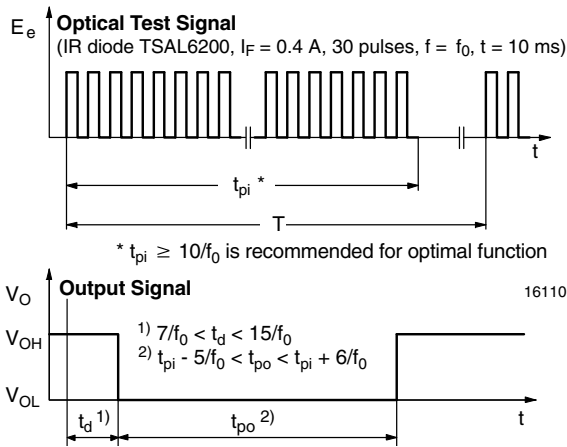 E_e Optical Test Signal
(IR diode TSAL6200, I_F = 0.4 A, 30 pulses, f = f_0, t = 10 ms)
t
t_pi *
T
* t_pi ≥ 10/f_0 is recommended for optimal function
V_O Output Signal 16110
V_OH
1) 7/f_0 < t_d < 15/f_0
2) t_pi - 5/f_0 < t_po < t_pi + 6/f_0
V_OL
t_d 1) t_po 2) t